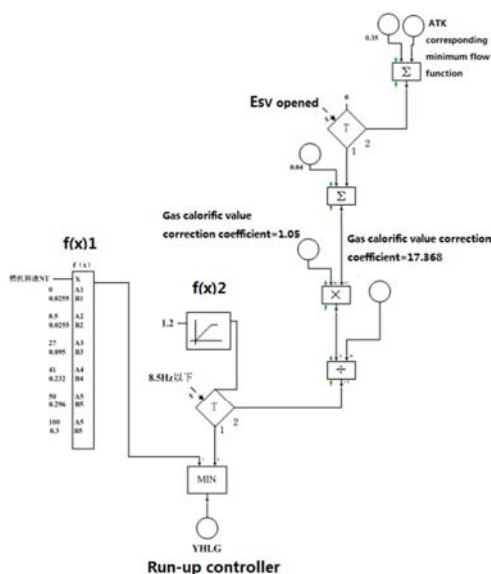 ATK
corresponding
minimum flow
function
0.35
Σ
0
ESV opened
s
T
1 2
0.04
Σ
Gas calorific value
correction coefficient=1.05
Gas calorific value correction
coefficient=17.368
×
÷
f(x)1
f(x)
燃机转速NT X
0 A1
0.0255 B1
8.5 A2
0.0255 B2
27 A3
0.095 B3
41 A4
0.232 B4
50 A5
0.296 B5
100 A5
0.3 B5
f(x)2
1.2
8.5Hz以下
s
T
1 2
MIN
YHLG
Run-up controller